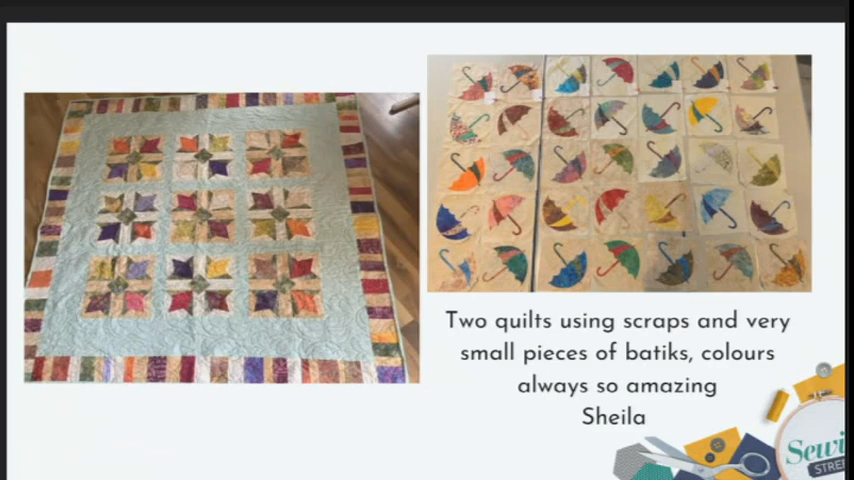 Two quilts using scraps and very
small pieces of batiks, colours
always so amazing
Sheila